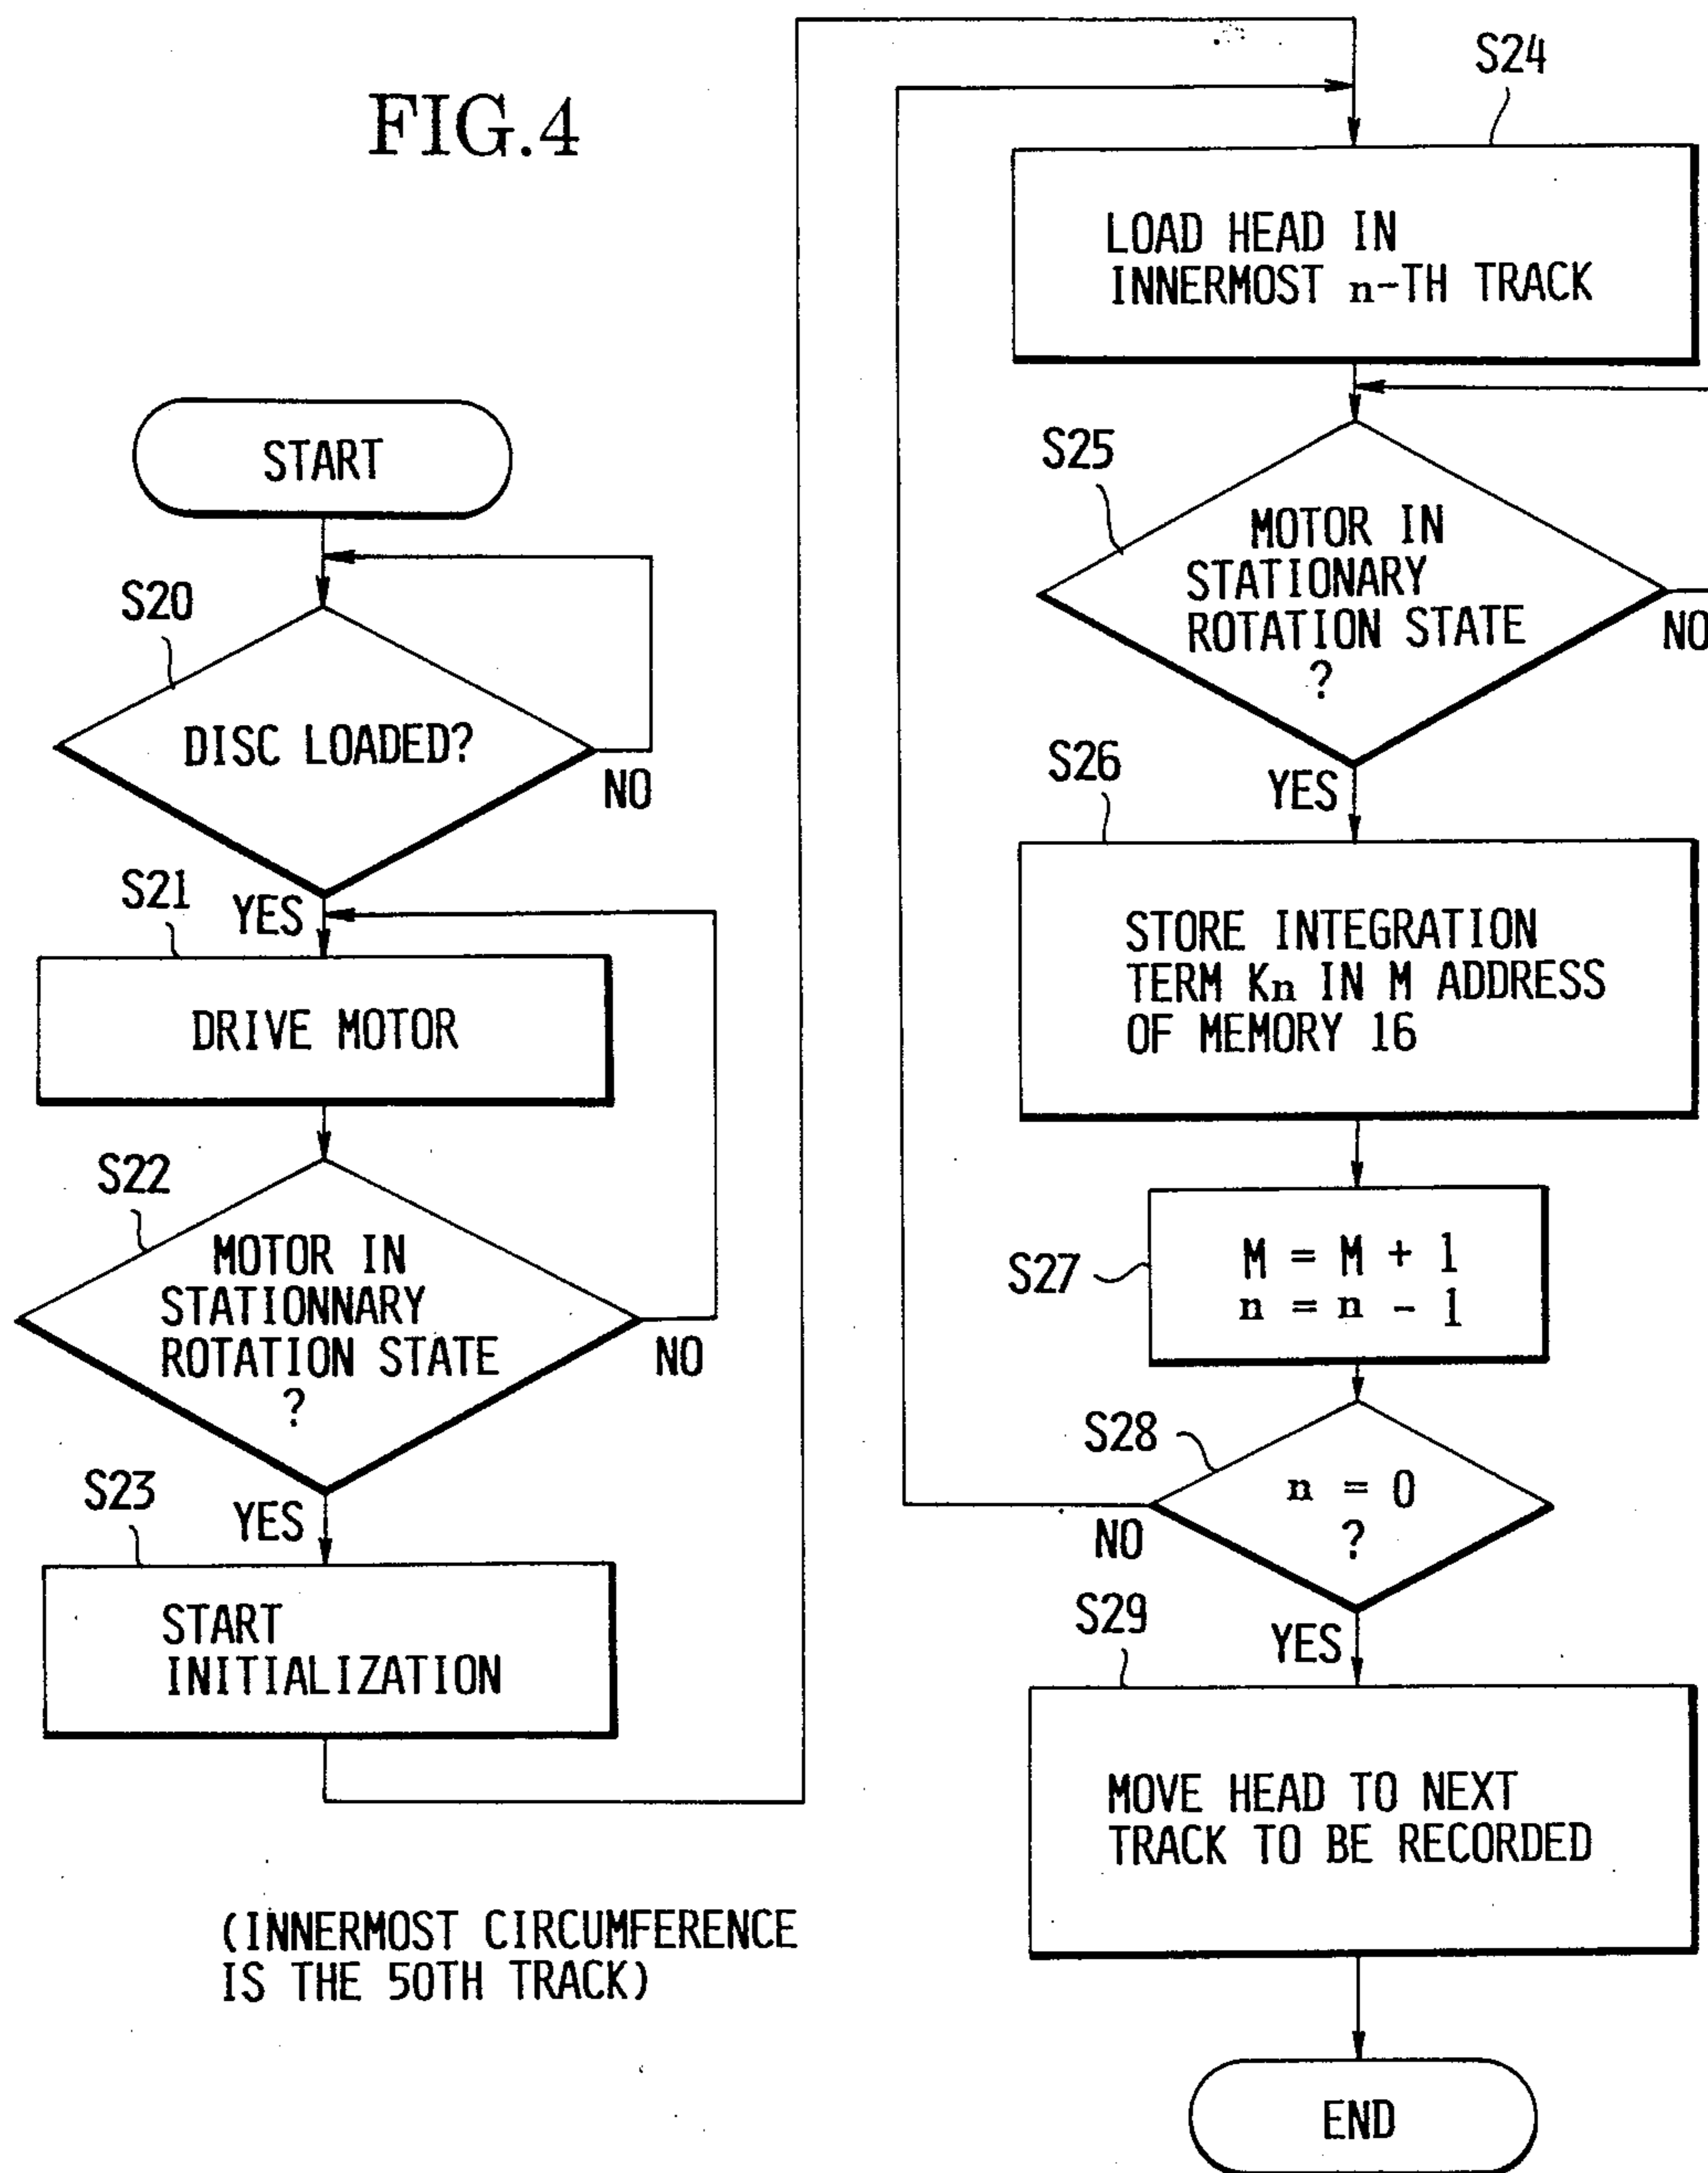 FIG.4
START
S20
DISC LOADED?
NO
S21
YES
DRIVE MOTOR
S22
MOTOR IN
STATIONNARY
ROTATION STATE
?
NO
S23
YES
START
INITIALIZATION
(INNERMOST CIRCUMFERENCE
IS THE 50TH TRACK)
S24
LOAD HEAD IN
INNERMOST n-TH TRACK
S25
MOTOR IN
STATIONARY
ROTATION STATE
?
NO
S26
YES
STORE INTEGRATION
TERM Kn IN M ADDRESS
OF MEMORY 16
S27
M = M + 1
n = n - 1
S28
n = 0
?
NO
S29
YES
MOVE HEAD TO NEXT
TRACK TO BE RECORDED
END